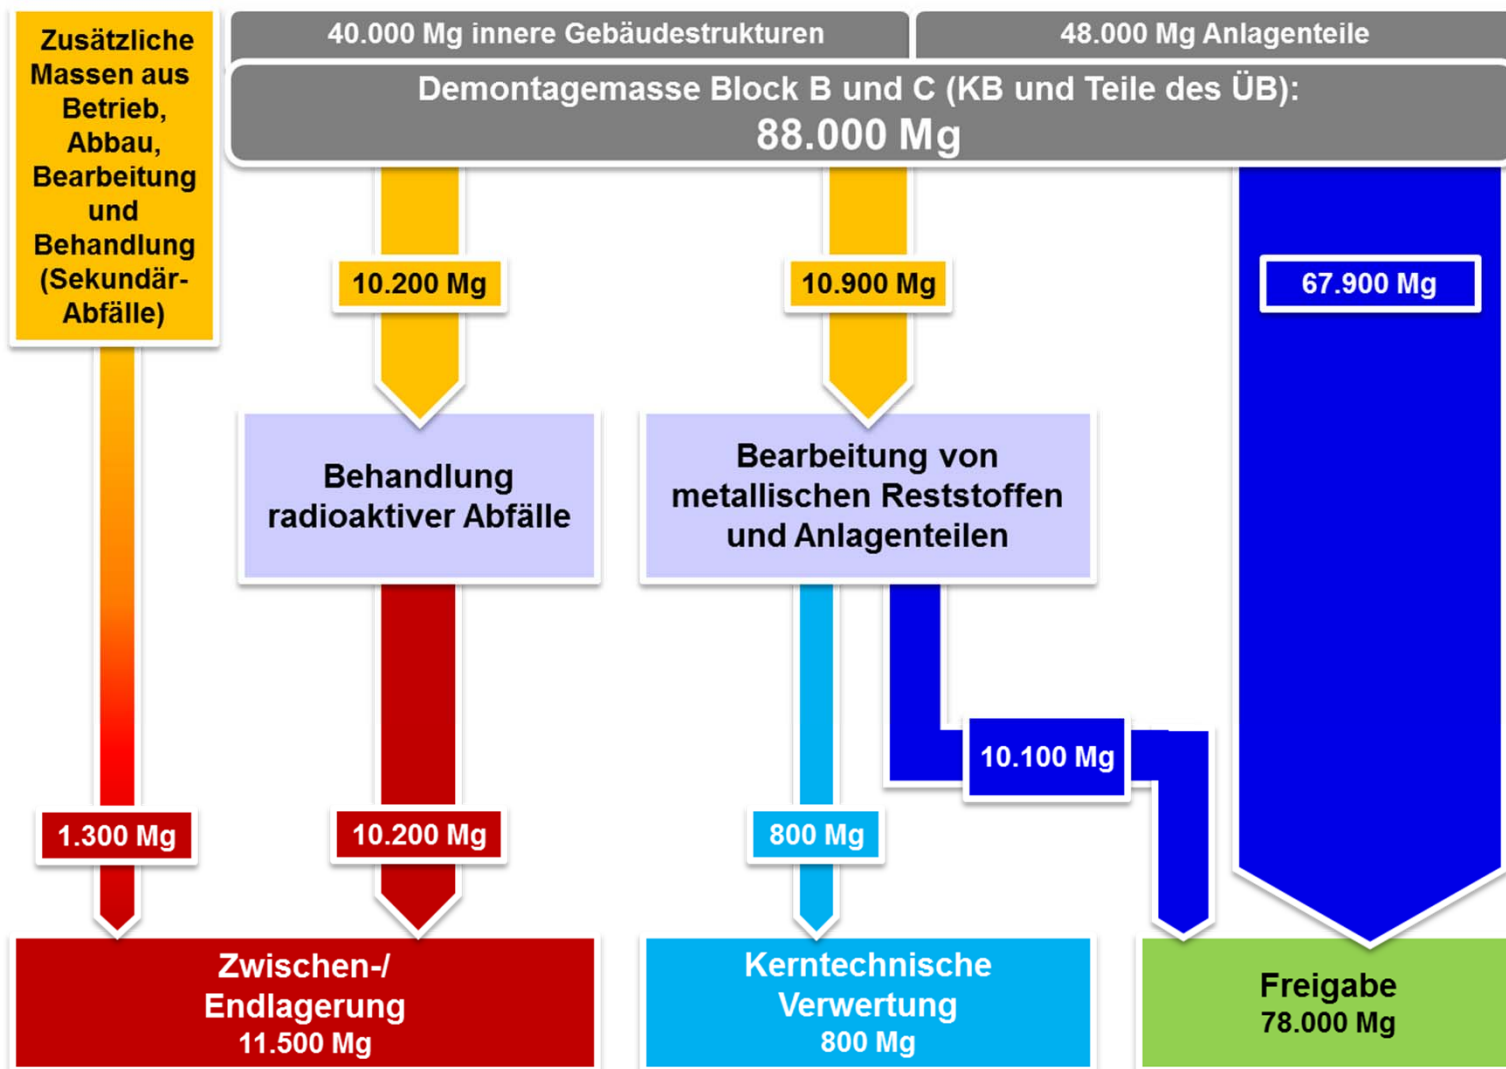 Zusätzliche
Massen aus
Betrieb,
Abbau,
Bearbeitung
und
Behandlung
(Sekundär-
Abfälle)
40.000 Mg innere Gebäudestrukturen
48.000 Mg Anlagenteile
Demontagemasse Block B und C (KB und Teile des ÜB):
88.000 Mg
10.200 Mg
10.900 Mg
67.900 Mg
Behandlung
radioaktiver Abfälle
Bearbeitung von
metallischen Reststoffen
und Anlagenteilen
10.100 Mg
1.300 Mg
10.200 Mg
800 Mg
Zwischen-/
Endlagerung
11.500 Mg
Kerntechnische
Verwertung
800 Mg
Freigabe
78.000 Mg